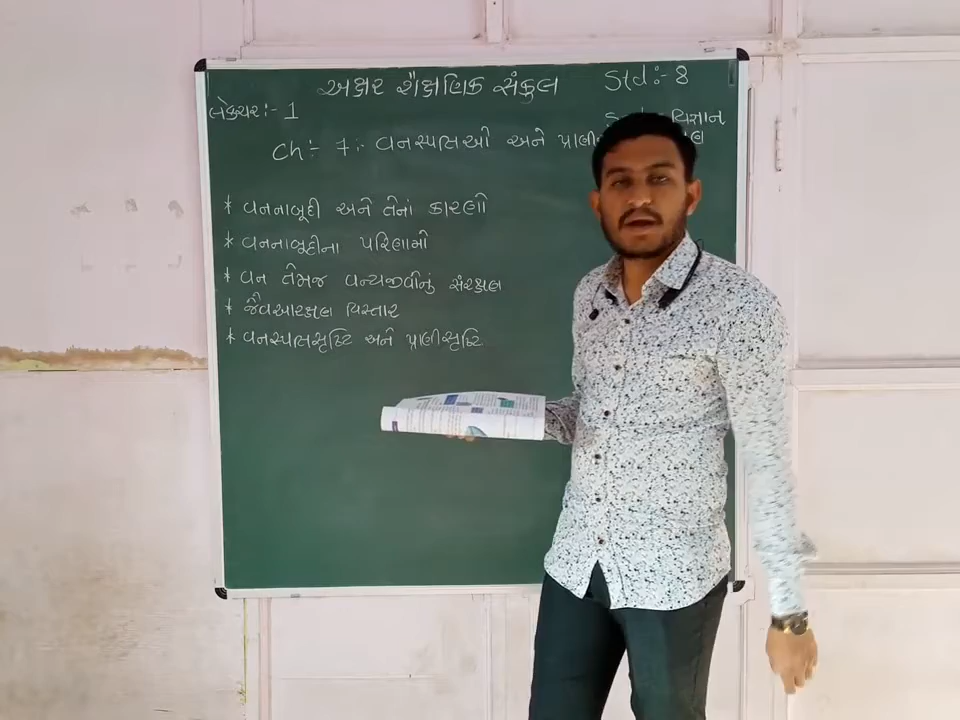 અક્ષર શૈક્ષણિક સંકુલ Std:- 8
લેક્ચર:- 1 વિજ્ઞાન
Ch:- 7:- વનસ્પતિઓ અને
* વનનાબૂદી અને તેનાં કારણો
* વનનાબૂદીના પરિણામો
* વન તેમજ વન્યજીવોનું સંરક્ષણ
* જૈવઆરક્ષણ વિસ્તાર
* વનસ્પતિસૃષ્ટિ અને પ્રાણીસૃષ્ટિ